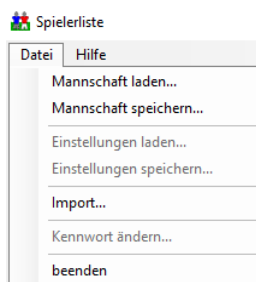 Spielerliste
Datei Hilfe
Mannschaft laden...
Mannschaft speichern...
Einstellungen laden...
Einstellungen speichern...
Import...
Kennwort ändern...
beenden